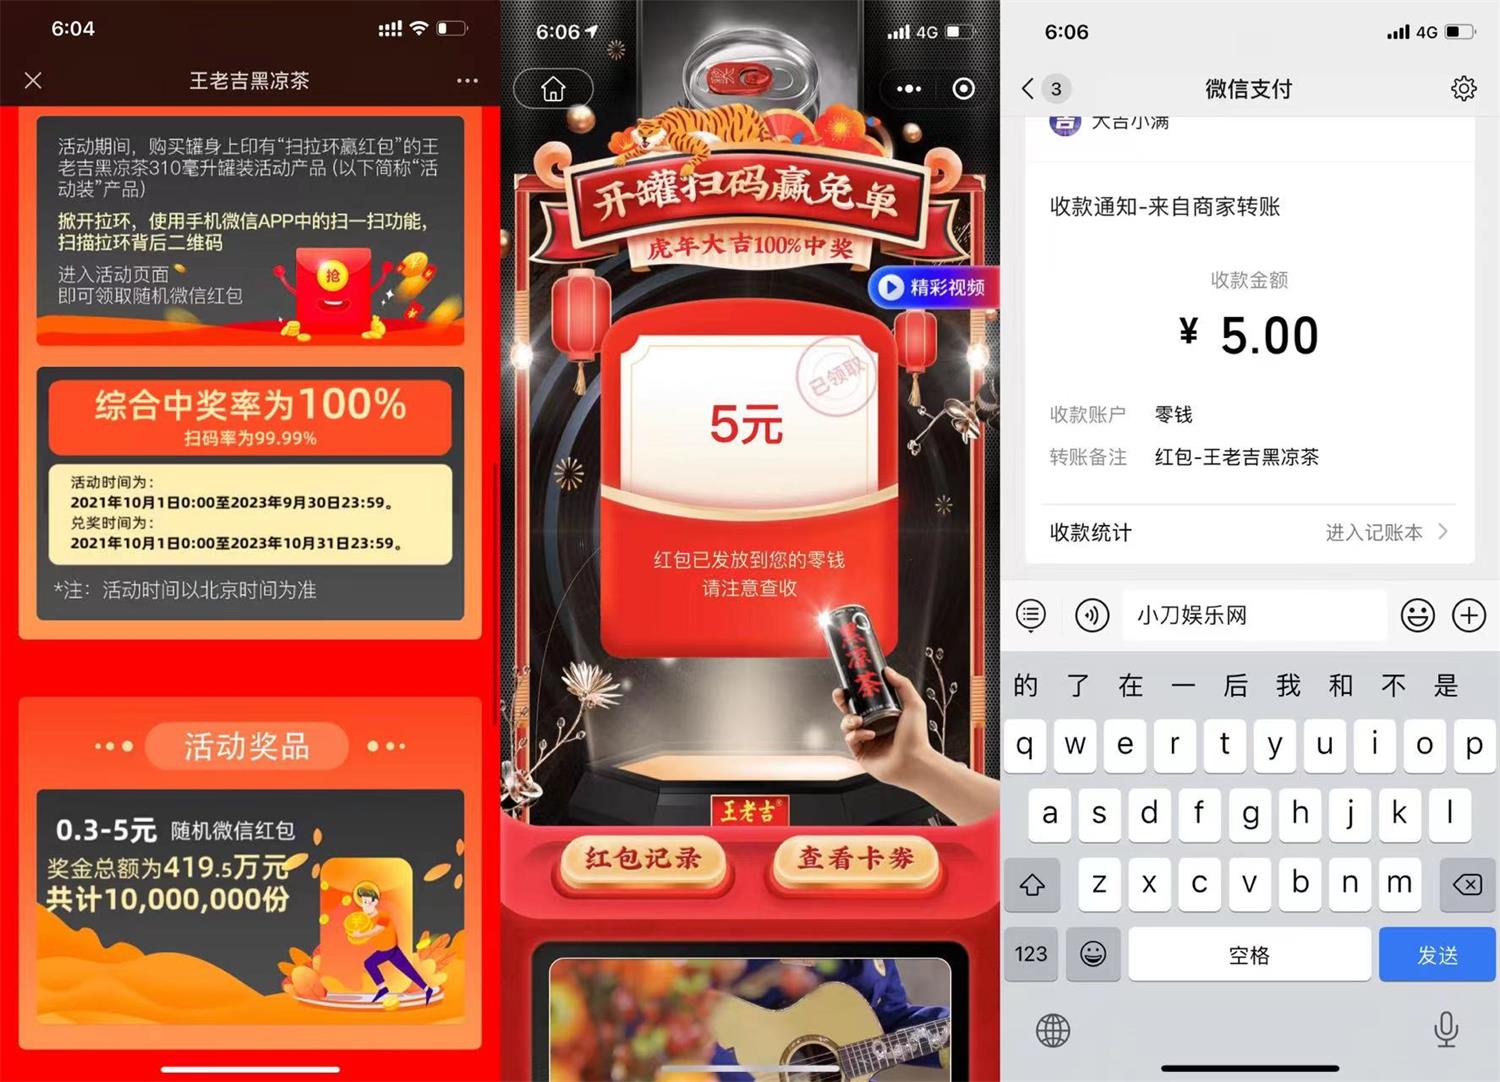 6:04
王老吉黑凉茶
活动期间，购买罐身上印有“扫拉环赢红包”的王
老吉黑凉茶310毫升罐装活动产品 (以下简称“活
动装”产品)
掀开拉环，使用手机微信APP中的扫一扫功能，
扫描拉环背后二维码
进入活动页面
即可领取随机微信红包
抢
综合中奖率为100%
扫码率为99.99%
活动时间为：
2021年10月1日0:00至2023年9月30日23:59。
兑奖时间为：
2021年10月1日0:00至2023年10月31日23:59。
*注：活动时间以北京时间为准
活动奖品
0.3-5元 随机微信红包
奖金总额为419.5万元
共计10,000,000份
6:06
4G
开罐扫码赢免单
虎年大吉100%中奖
精彩视频
已领取
5元
红包已发放到您的零钱
请注意查收
黑凉茶
王老吉®
红包记录
查看卡券
6:06
4G
3
微信支付
吉
大吉小满
收款通知-来自商家转账
收款金额
¥ 5.00
收款账户 零钱
转账备注 红包-王老吉黑凉茶
收款统计
进入记账本
小刀娱乐网
的 了 在 一 后 我 和 不 是
q w e r t y u i o p
a s d f g h j k l
z x c v b n m
123
空格
发送